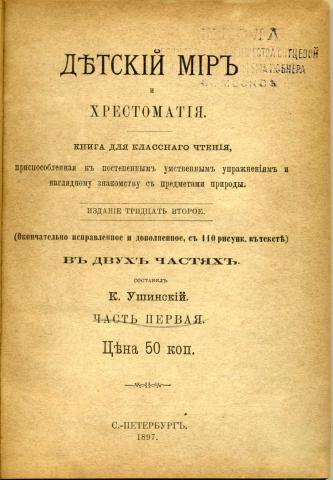 ШКОЛА
ДѢТСКІЙ МІРЪ
И
ХРЕСТОМАТІЯ.
КНИГА ДЛЯ КЛАССНАГО ЧТЕНІЯ,
приспособленная къ постепеннымъ умственнымъ упражненіямъ и
наглядному знакомству съ предметами природы.
ИЗДАНІЕ ТРИДЦАТЬ ВТОРОЕ.
(Окончательно исправленное и дополненное, съ 110 рисунк. въ текстѣ)
ВЪ ДВУХЪ ЧАСТЯХЪ.
СОСТАВИЛЪ
К. Ушинскій.
ЧАСТЬ ПЕРВАЯ.
Цѣна 50 коп.
С.-ПЕТЕРБУРГЪ.
1897.